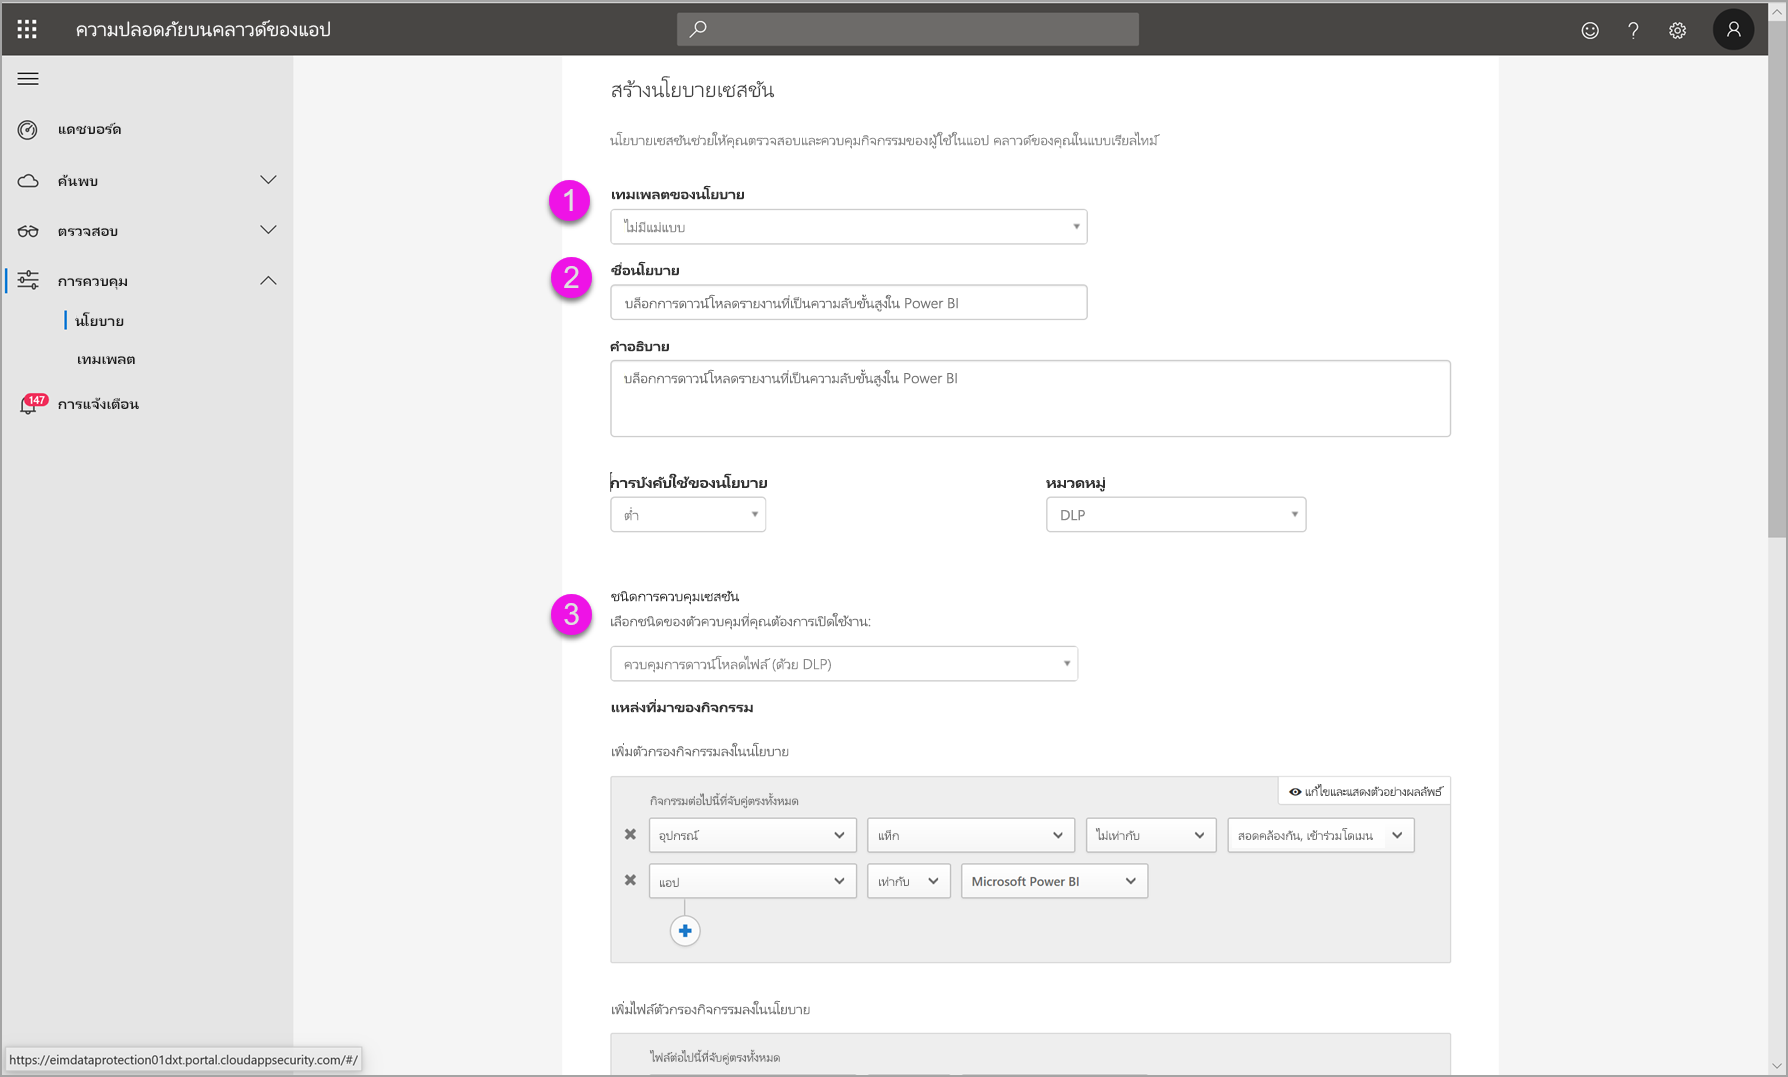 ความปลอดภัยบนคลาวด์ของแอป
แดชบอร์ด
ค้นพบ
ตรวจสอบ
การควบคุม
นโยบาย
เทมเพลต
147
การแจ้งเตือน
สร้างนโยบายเซสชัน
นโยบายเซสชันช่วยให้คุณตรวจสอบและควบคุมกิจกรรมของผู้ใช้ในแอป คลาวด์ของคุณในแบบเรียลไทม์
1
เทมเพลตของนโยบาย
ไม่มีแม่แบบ
2
ชื่อนโยบาย
บล็อกการดาวน์โหลดรายงานที่เป็นความลับขั้นสูงใน Power BI
คำอธิบาย
บล็อกการดาวน์โหลดรายงานที่เป็นความลับขั้นสูงใน Power BI
การบังคับใช้ของนโยบาย
หมวดหมู่
ต่ำ
DLP
3
ชนิดการควบคุมเซสชัน
เลือกชนิดของตัวควบคุมที่คุณต้องการเปิดใช้งาน:
ควบคุมการดาวน์โหลดไฟล์ (ด้วย DLP)
แหล่งที่มาของกิจกรรม
เพิ่มตัวกรองกิจกรรมลงในนโยบาย
กิจกรรมต่อไปนี้ที่จับคู่ตรงทั้งหมด
แก้ไขและแสดงตัวอย่างผลลัพธ์
อุปกรณ์
แท็ก
ไม่เท่ากับ
สอดคล้องกัน, เข้าร่วมโดเมน
แอป
เท่ากับ
Microsoft Power BI
เพิ่มไฟล์ตัวกรองกิจกรรมลงในนโยบาย
ไฟล์ต่อไปนี้ที่จับคู่ตรงทั้งหมด
https://eimdataprotection01dxt.portal.cloudappsecurity.com/#/